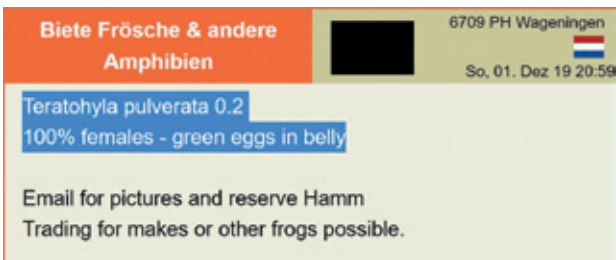 Biete Frösche & andere
Amphibien
6709 PH Wageningen
So, 01. Dez 19 20:59
Teratohyla pulverata 0.2
100% females - green eggs in belly
Email for pictures and reserve Hamm
Trading for makes or other frogs possible.